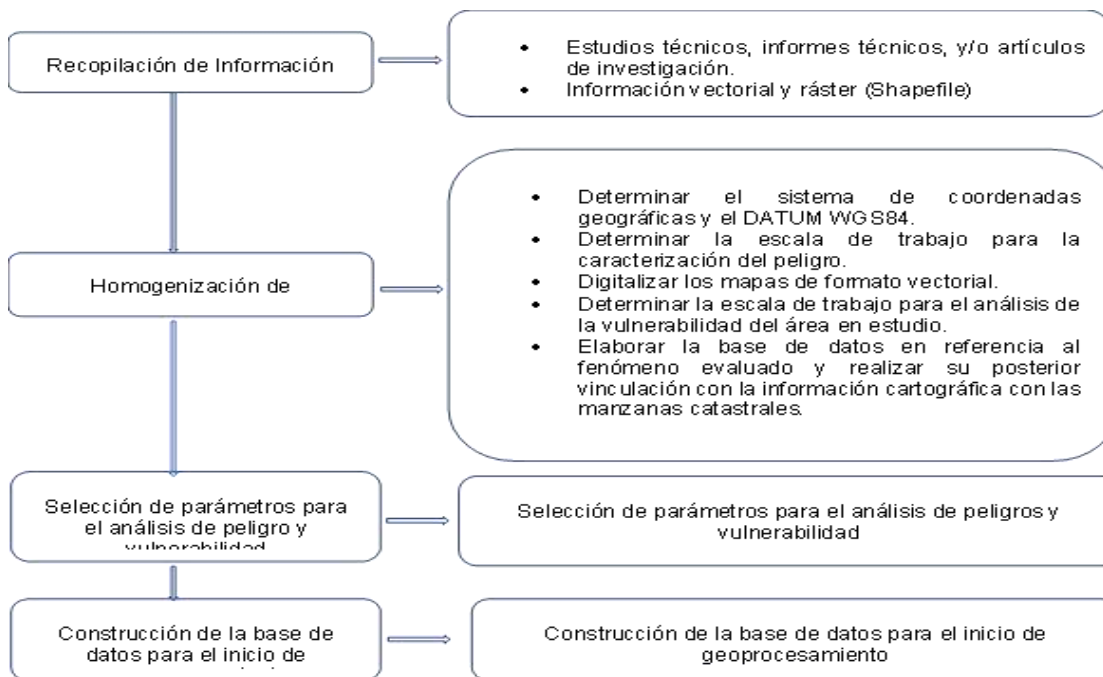 Recopilación de Información
• Estudios técnicos, informes técnicos, y/o artículos
de investigación.
• Información vectorial y ráster (Shapefile)
Homogenización de
• Determinar el sistema de coordenadas
geográficas y el DATUM WGS84.
• Determinar la escala de trabajo para la
caracterización del peligro.
• Digitalizar los mapas de formato vectorial.
• Determinar la escala de trabajo para el análisis de
la vulnerabilidad del área en estudio.
• Elaborar la base de datos en referencia al
fenómeno evaluado y realizar su posterior
vinculación con la información cartográfica con las
manzanas catastrales.
Selección de parámetros para
el análisis de peligro y
vulnerabilidad
Selección de parámetros para el análisis de peligros y
vulnerabilidad
Construcción de la base de
datos para el inicio de
Construcción de la base de datos para el inicio de
geoprocesamiento